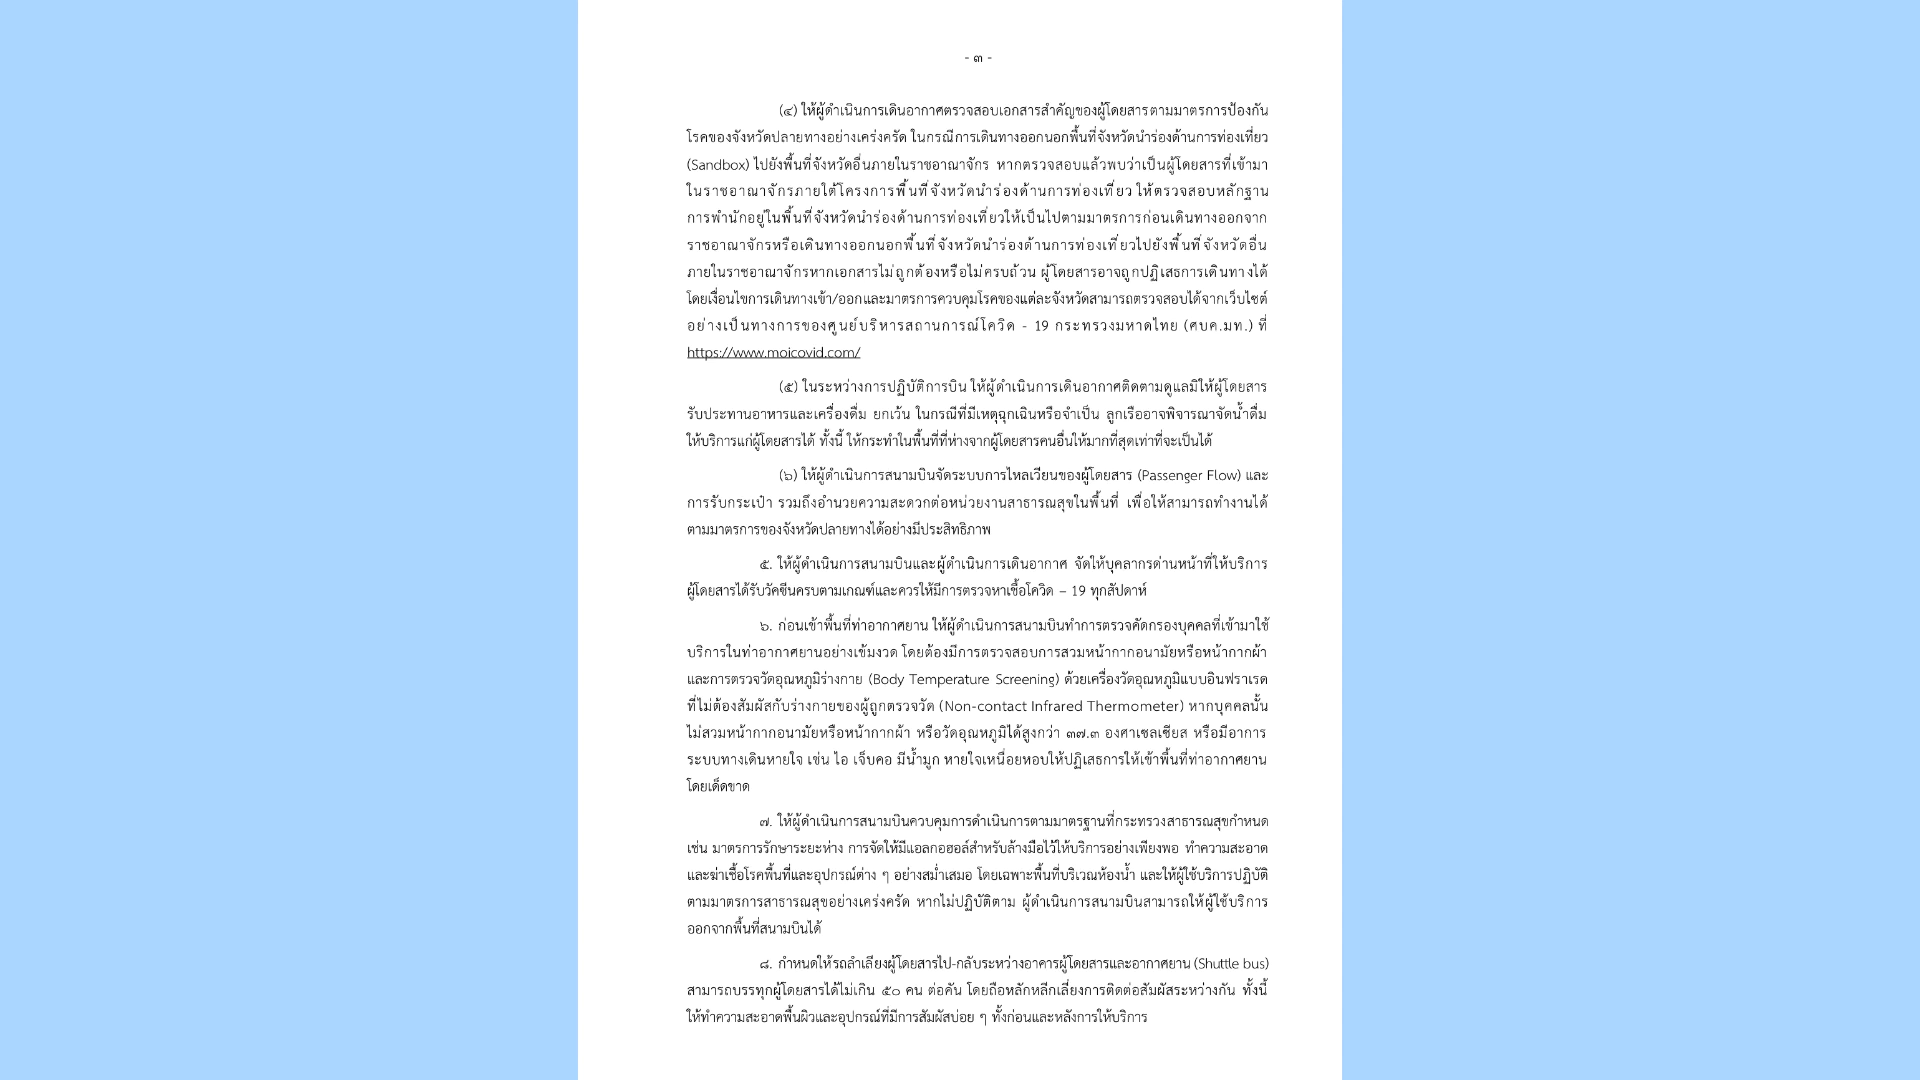 - ๓ -
(๔) ให้ผู้ดำเนินการเดินอากาศตรวจสอบเอกสารสำคัญของผู้โดยสารตามมาตรการป้องกัน
โรคของจังหวัดปลายทางอย่างเคร่งครัด ในกรณีการเดินทางออกนอกพื้นที่จังหวัดนำร่องด้านการท่องเที่ยว
(Sandbox) ไปยังพื้นที่จังหวัดอื่นภายในราชอาณาจักร หากตรวจสอบแล้วพบว่าเป็นผู้โดยสารที่เข้ามา
ในราชอาณาจักรภายใต้โครงการพื้นที่จังหวัดนำร่องด้านการท่องเที่ยว ให้ตรวจสอบหลักฐาน
การพำนักอยู่ในพื้นที่จังหวัดนำร่องด้านการท่องเที่ยวให้เป็นไปตามมาตรการก่อนเดินทางออกจาก
ราชอาณาจักรหรือเดินทางออกนอกพื้นที่จังหวัดนำร่องด้านการท่องเที่ยวไปยังพื้นที่จังหวัดอื่น
ภายในราชอาณาจักรหากเอกสารไม่ถูกต้องหรือไม่ครบถ้วน ผู้โดยสารอาจถูกปฏิเสธการเดินทางได้
โดยเงื่อนไขการเดินทางเข้า/ออกและมาตรการควบคุมโรคของแต่ละจังหวัดสามารถตรวจสอบได้จากเว็บไซต์
อย่างเป็นทางการของศูนย์บริหารสถานการณ์โควิด - 19 กระทรวงมหาดไทย (ศบค.มท.) ที่
https://www.moicovid.com/
(๕) ในระหว่างการปฏิบัติการบิน ให้ผู้ดำเนินการเดินอากาศติดตามดูแลมิให้ผู้โดยสาร
รับประทานอาหารและเครื่องดื่ม ยกเว้น ในกรณีที่มีเหตุฉุกเฉินหรือจำเป็น ลูกเรืออาจพิจารณาจัดน้ำดื่ม
ให้บริการแก่ผู้โดยสารได้ ทั้งนี้ ให้กระทำในพื้นที่ที่ห่างจากผู้โดยสารคนอื่นให้มากที่สุดเท่าที่จะเป็นได้
(๖) ให้ผู้ดำเนินการสนามบินจัดระบบการไหลเวียนของผู้โดยสาร (Passenger Flow) และ
การรับกระเป๋า รวมถึงอำนวยความสะดวกต่อหน่วยงานสาธารณสุขในพื้นที่ เพื่อให้สามารถทำงานได้
ตามมาตรการของจังหวัดปลายทางได้อย่างมีประสิทธิภาพ
๕. ให้ผู้ดำเนินการสนามบินและผู้ดำเนินการเดินอากาศ จัดให้บุคลากรด่านหน้าที่ให้บริการ
ผู้โดยสารได้รับวัคซีนครบตามเกณฑ์และควรให้มีการตรวจหาเชื้อโควิด – 19 ทุกสัปดาห์
๖. ก่อนเข้าพื้นที่ท่าอากาศยาน ให้ผู้ดำเนินการสนามบินทำการตรวจคัดกรองบุคคลที่เข้ามาใช้
บริการในท่าอากาศยานอย่างเข้มงวด โดยต้องมีการตรวจสอบการสวมหน้ากากอนามัยหรือหน้ากากผ้า
และการตรวจวัดอุณหภูมิร่างกาย (Body Temperature Screening) ด้วยเครื่องวัดอุณหภูมิแบบอินฟราเรด
ที่ไม่ต้องสัมผัสกับร่างกายของผู้ถูกตรวจวัด (Non-contact Infrared Thermometer) หากบุคคลนั้น
ไม่สวมหน้ากากอนามัยหรือหน้ากากผ้า หรือวัดอุณหภูมิได้สูงกว่า ๓๗.๓ องศาเซลเซียส หรือมีอาการ
ระบบทางเดินหายใจ เช่น ไอ เจ็บคอ มีน้ำมูก หายใจเหนื่อยหอบให้ปฏิเสธการให้เข้าพื้นที่ท่าอากาศยาน
โดยเด็ดขาด
๗. ให้ผู้ดำเนินการสนามบินควบคุมการดำเนินการตามมาตรฐานที่กระทรวงสาธารณสุขกำหนด
เช่น มาตรการรักษาระยะห่าง การจัดให้มีแอลกอฮอล์สำหรับล้างมือไว้ให้บริการอย่างเพียงพอ ทำความสะอาด
และฆ่าเชื้อโรคพื้นที่และอุปกรณ์ต่าง ๆ อย่างสม่ำเสมอ โดยเฉพาะพื้นที่บริเวณห้องน้ำ และให้ผู้ใช้บริการปฏิบัติ
ตามมาตรการสาธารณสุขอย่างเคร่งครัด หากไม่ปฏิบัติตาม ผู้ดำเนินการสนามบินสามารถให้ผู้ใช้บริการ
ออกจากพื้นที่สนามบินได้
๘. กำหนดให้รถลำเลียงผู้โดยสารไป-กลับระหว่างอาคารผู้โดยสารและอากาศยาน (Shuttle bus)
สามารถบรรทุกผู้โดยสารได้ไม่เกิน ๕๐ คน ต่อคัน โดยถือหลักหลีกเลี่ยงการติดต่อสัมผัสระหว่างกัน ทั้งนี้
ให้ทำความสะอาดพื้นผิวและอุปกรณ์ที่มีการสัมผัสบ่อย ๆ ทั้งก่อนและหลังการให้บริการ